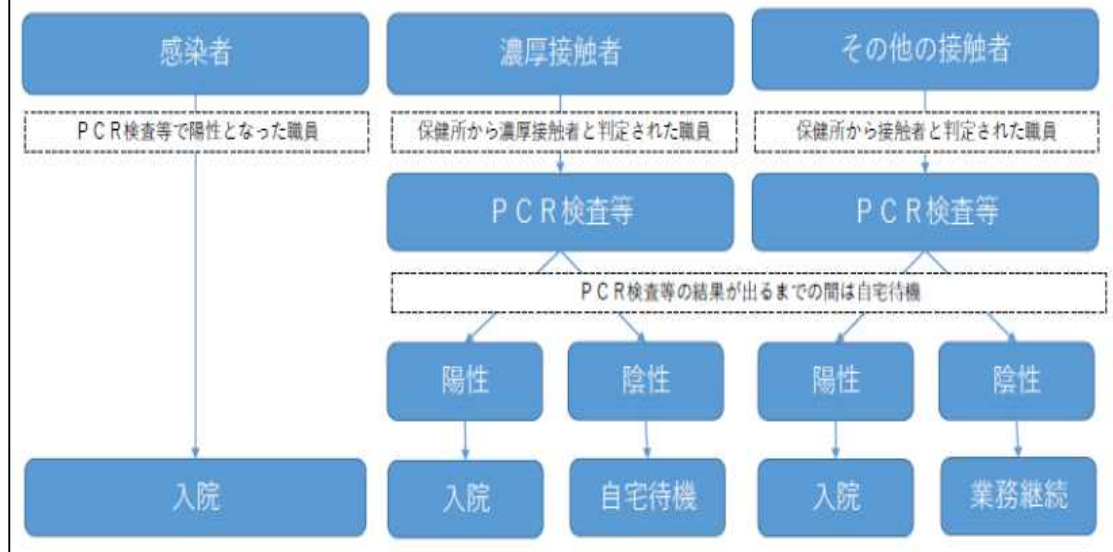 感染者
濃厚接触者
その他の接触者
ＰＣＲ検査等で陽性となった職員
保健所から濃厚接触者と判定された職員
保健所から接触者と判定された職員
ＰＣＲ検査等
ＰＣＲ検査等
ＰＣＲ検査等の結果が出るまでの間は自宅待機
陽性
陰性
陽性
陰性
入院
入院
自宅待機
入院
業務継続